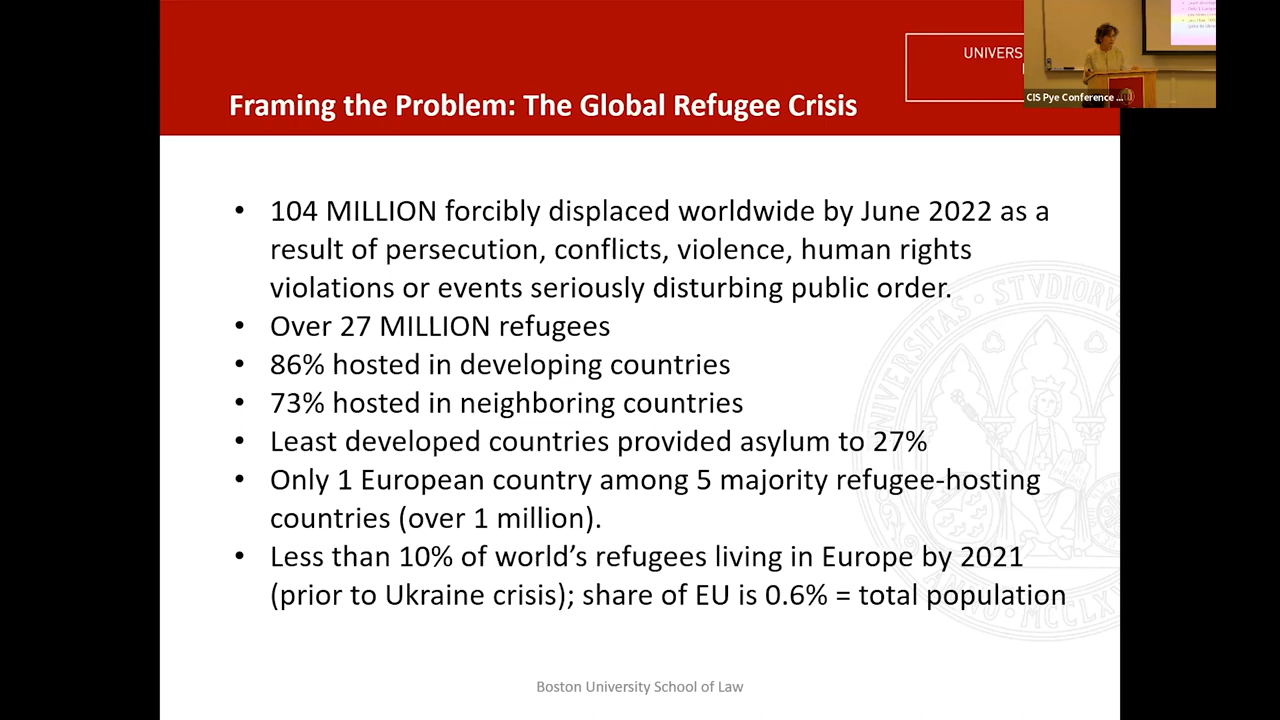 UNIVERS
CIS Pye Conference ...
Framing the Problem: The Global Refugee Crisis
• 104 MILLION forcibly displaced worldwide by June 2022 as a
result of persecution, conflicts, violence, human rights
violations or events seriously disturbing public order.
• Over 27 MILLION refugees
• 86% hosted in developing countries
• 73% hosted in neighboring countries
• Least developed countries provided asylum to 27%
• Only 1 European country among 5 majority refugee-hosting
countries (over 1 million).
• Less than 10% of world’s refugees living in Europe by 2021
(prior to Ukraine crisis); share of EU is 0.6% = total population
Boston University School of Law